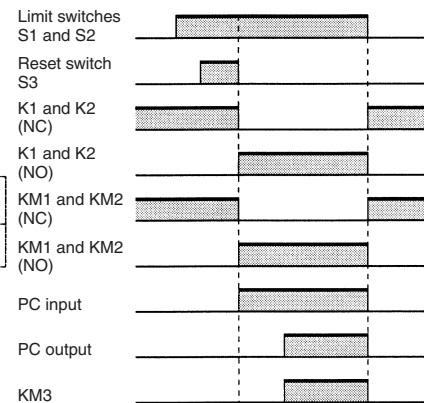 Limit switches
S1 and S2
Reset switch
S3
K1 and K2
(NC)
K1 and K2
(NO)
KM1 and KM2
(NC)
KM1 and KM2
(NO)
PC input
PC output
KM3